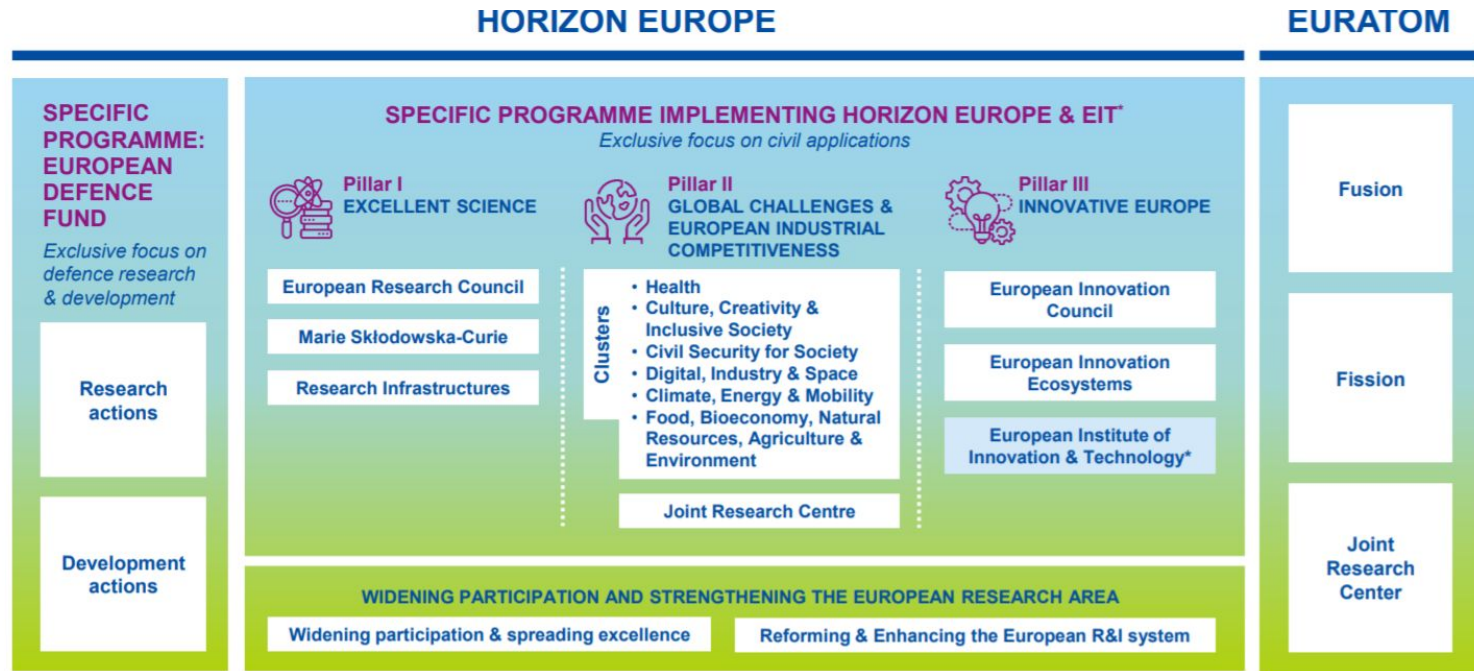 HORIZON EUROPE
EURATOM
SPECIFIC
PROGRAMME:
EUROPEAN
DEFENCE
FUND
Exclusive focus on
defence research
& development
Research
actions
Development
actions
SPECIFIC PROGRAMME IMPLEMENTING HORIZON EUROPE & EIT*
Exclusive focus on civil applications
Pillar I
EXCELLENT SCIENCE
European Research Council
Marie Skłodowska-Curie
Research Infrastructures
Pillar II
GLOBAL CHALLENGES &
EUROPEAN INDUSTRIAL
COMPETITIVENESS
Clusters
• Health
• Culture, Creativity &
Inclusive Society
• Civil Security for Society
• Digital, Industry & Space
• Climate, Energy & Mobility
• Food, Bioeconomy, Natural
Resources, Agriculture &
Environment
Joint Research Centre
Pillar III
INNOVATIVE EUROPE
European Innovation
Council
European Innovation
Ecosystems
European Institute of
Innovation & Technology*
WIDENING PARTICIPATION AND STRENGTHENING THE EUROPEAN RESEARCH AREA
Widening participation & spreading excellence
Reforming & Enhancing the European R&I system
Fusion
Fission
Joint
Research
Center